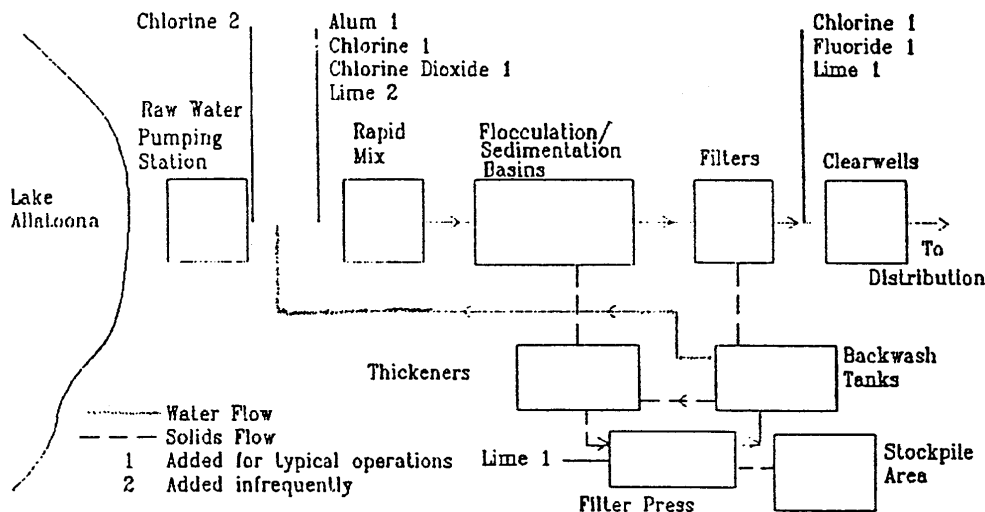 Chlorine 2
Alum 1
Chlorine 1
Chlorine Dioxide 1
Lime 2
Chlorine 1
Fluoride 1
Lime 1
Raw Water
Pumping
Station
Rapid
Mix
Flocculation/
Sedimentation
Basins
Filters
Clearwells
Lake
Allatoona
To
Distribution
Thickeners
Backwash
Tanks
Water Flow
Solids Flow
1 Added for typical operations
2 Added infrequently
Lime 1
Filter Press
Stockpile
Area